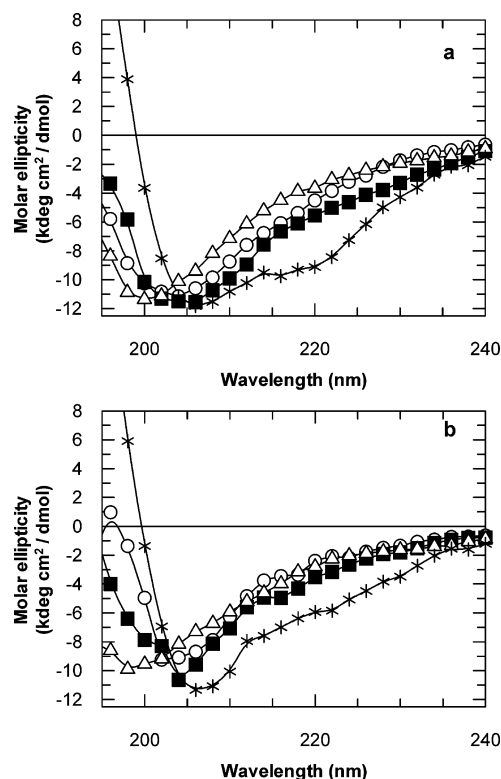 8
6
4
2
0
-2
-4
-6
-8
-10
-12
Molar ellipticity
(kdeg cm² / dmol)
a
200 220 240
Wavelength (nm)
8
6
4
2
0
-2
-4
-6
-8
-10
-12
Molar ellipticity
(kdeg cm² / dmol)
b
200 220 240
Wavelength (nm)